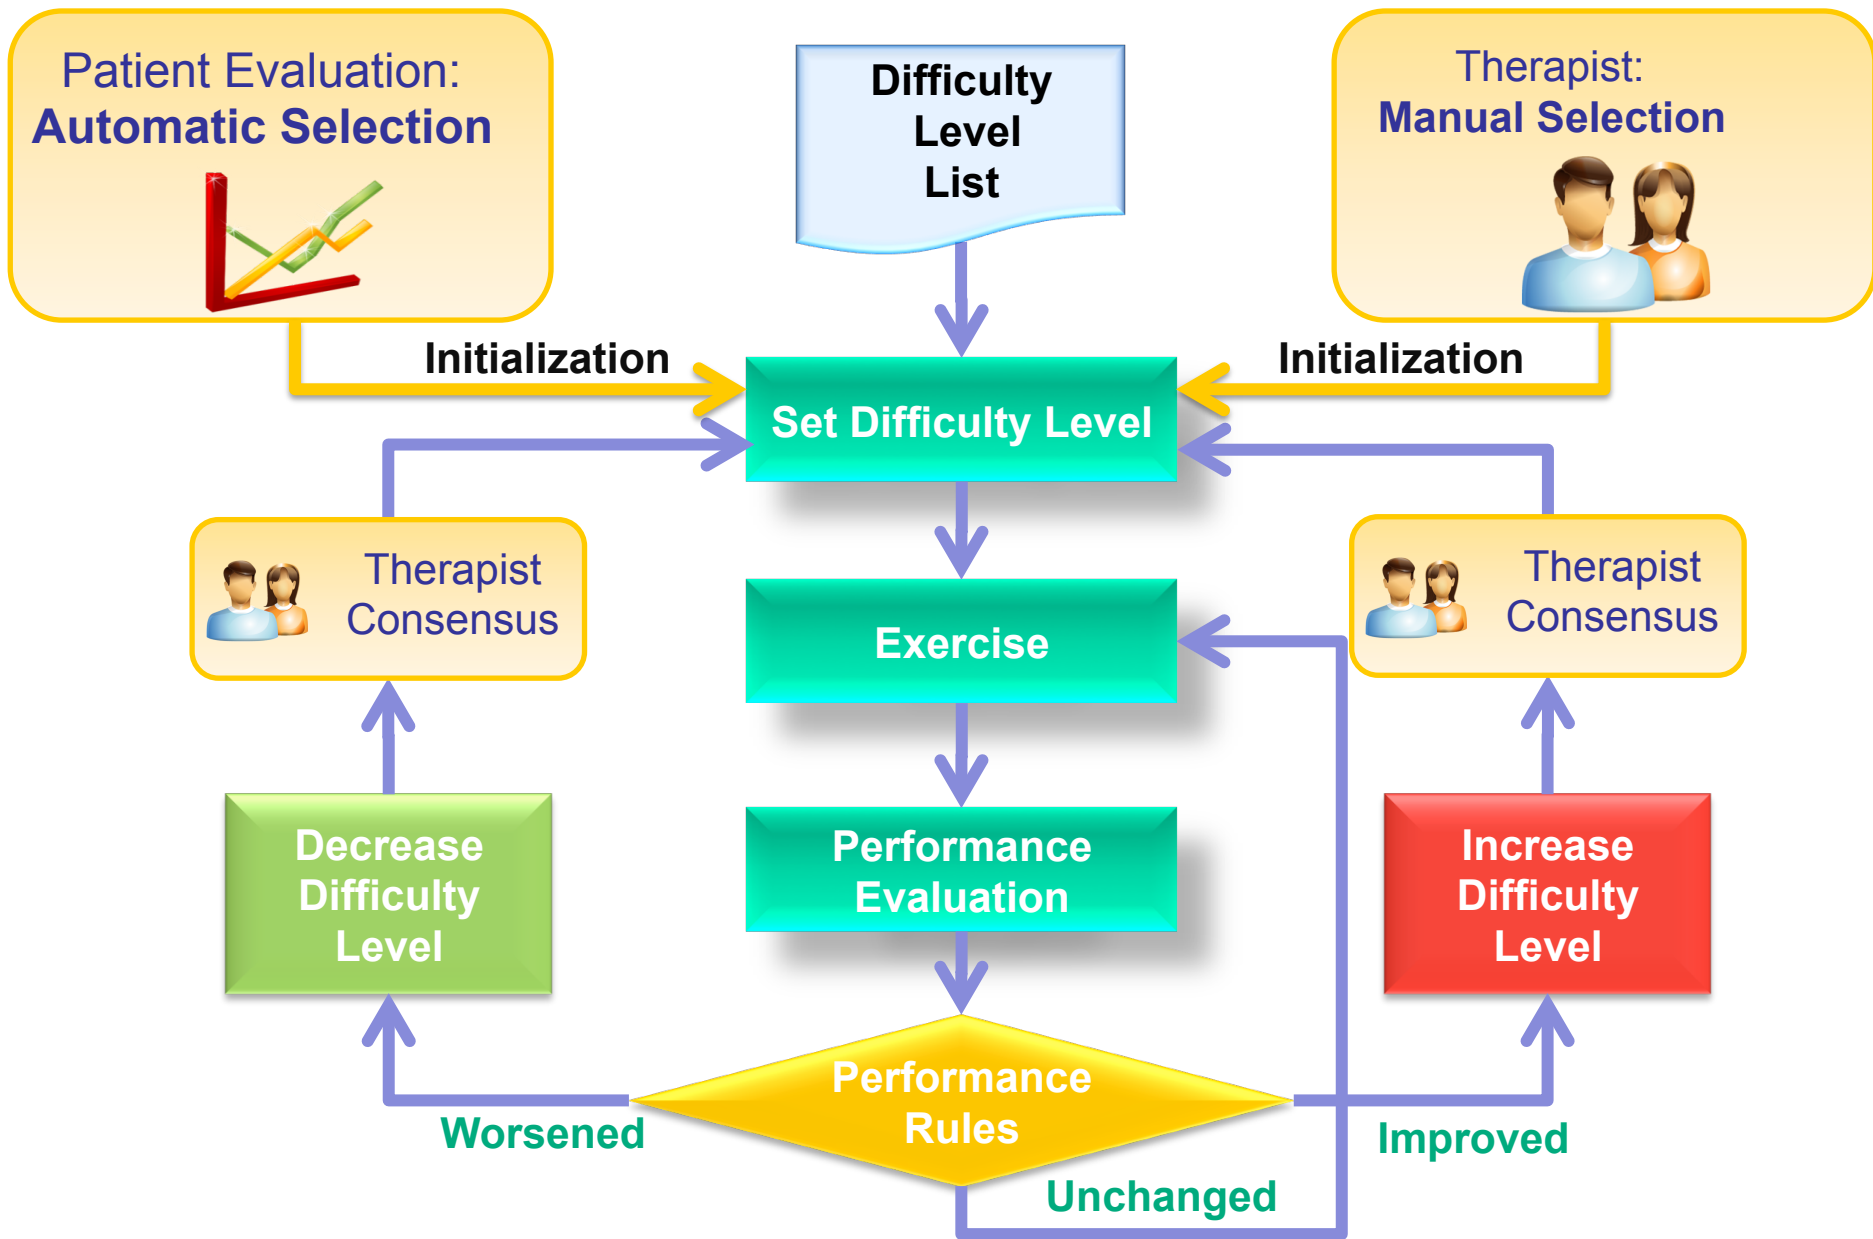 Patient Evaluation:
Automatic Selection
Difficulty
Level
List
Therapist:
Manual Selection
Initialization
Initialization
Set Difficulty Level
Therapist
Consensus
Exercise
Therapist
Consensus
Decrease
Difficulty
Level
Performance
Evaluation
Increase
Difficulty
Level
Performance
Rules
Worsened
Improved
Unchanged